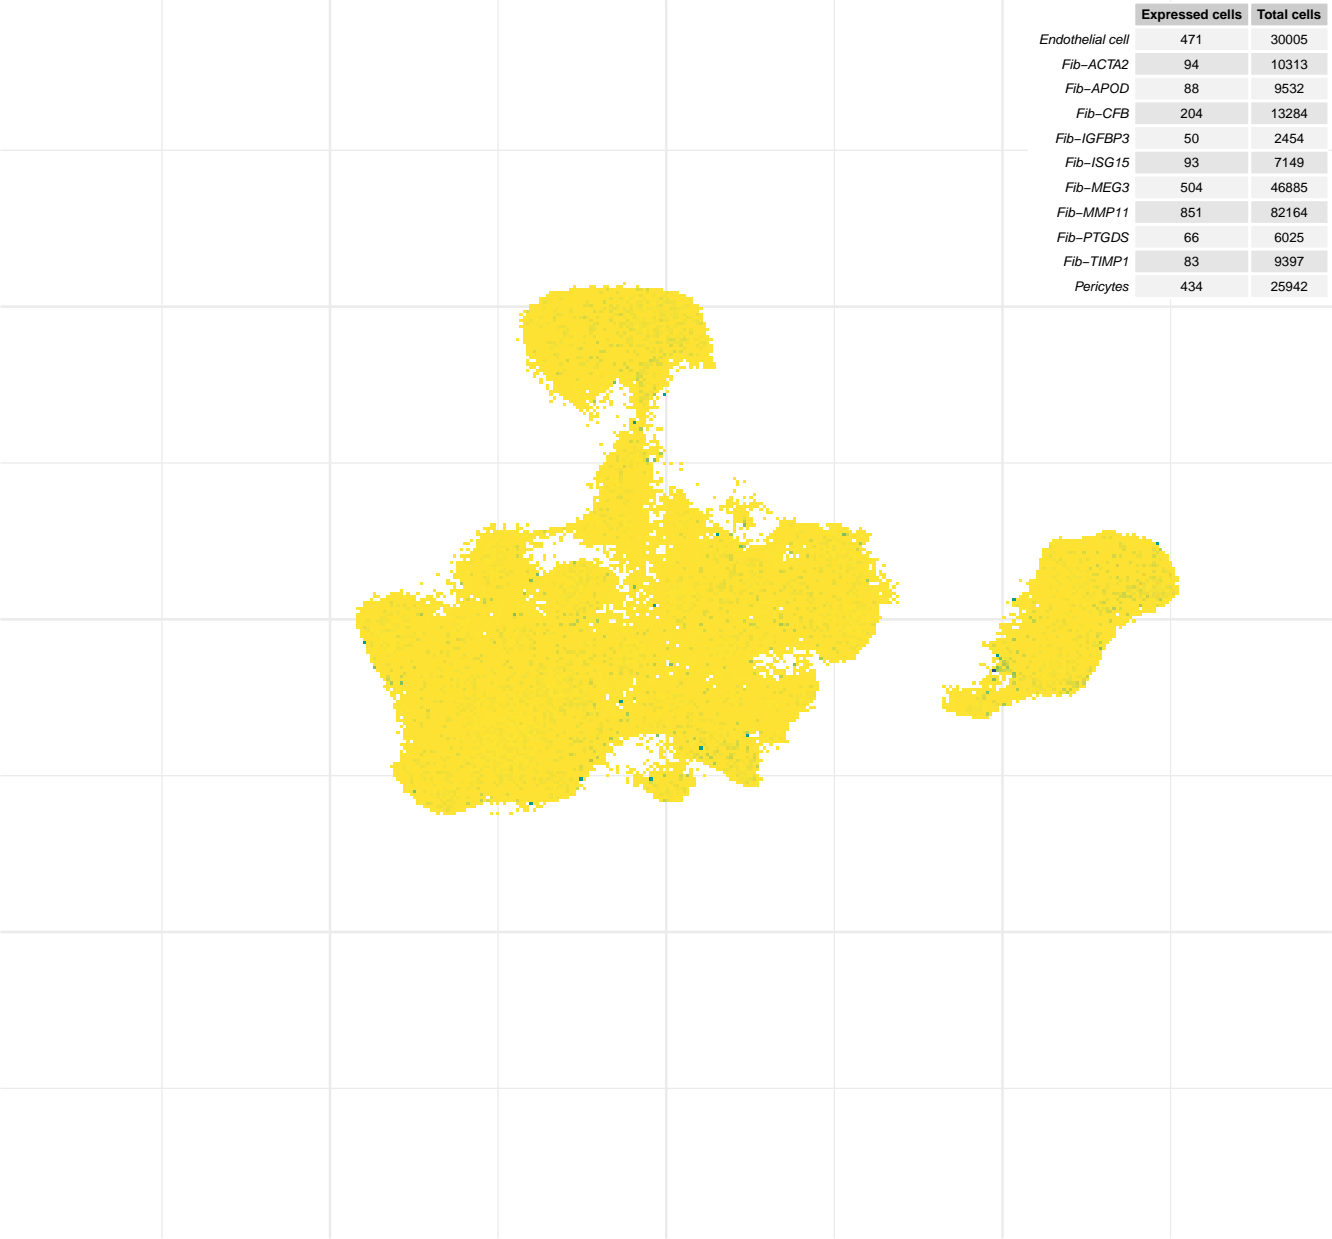 Expressed cells Total cells
Endothelial cell 471 30005
Fib−ACTA2 94 10313
Fib−APOD 88 9532
Fib−CFB 204 13284
Fib−IGFBP3 50 2454
Fib−ISG15 93 7149
Fib−MEG3 504 46885
Fib−MMP11 851 82164
Fib−PTGDS 66 6025
Fib−TIMP1 83 9397
Pericytes 434 25942